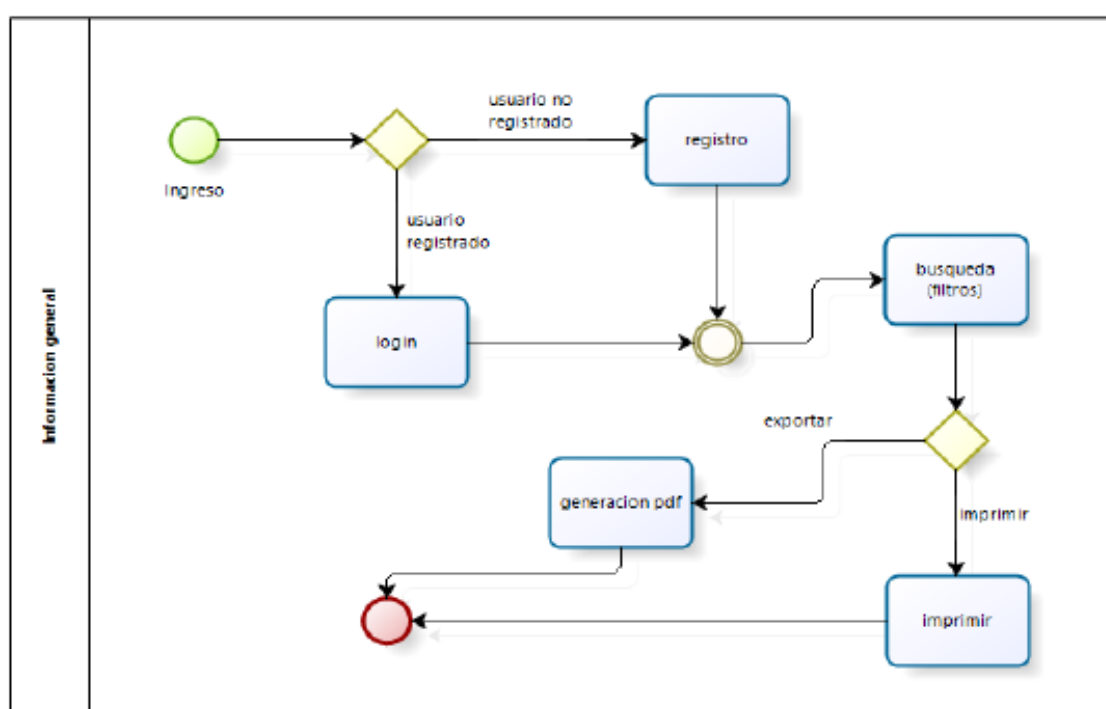 Informacion general
Ingreso
usuario no
registrado
registro
usuario
registrado
login
busqueda
(filtros)
exportar
generacion pdf
imprimir
imprimir